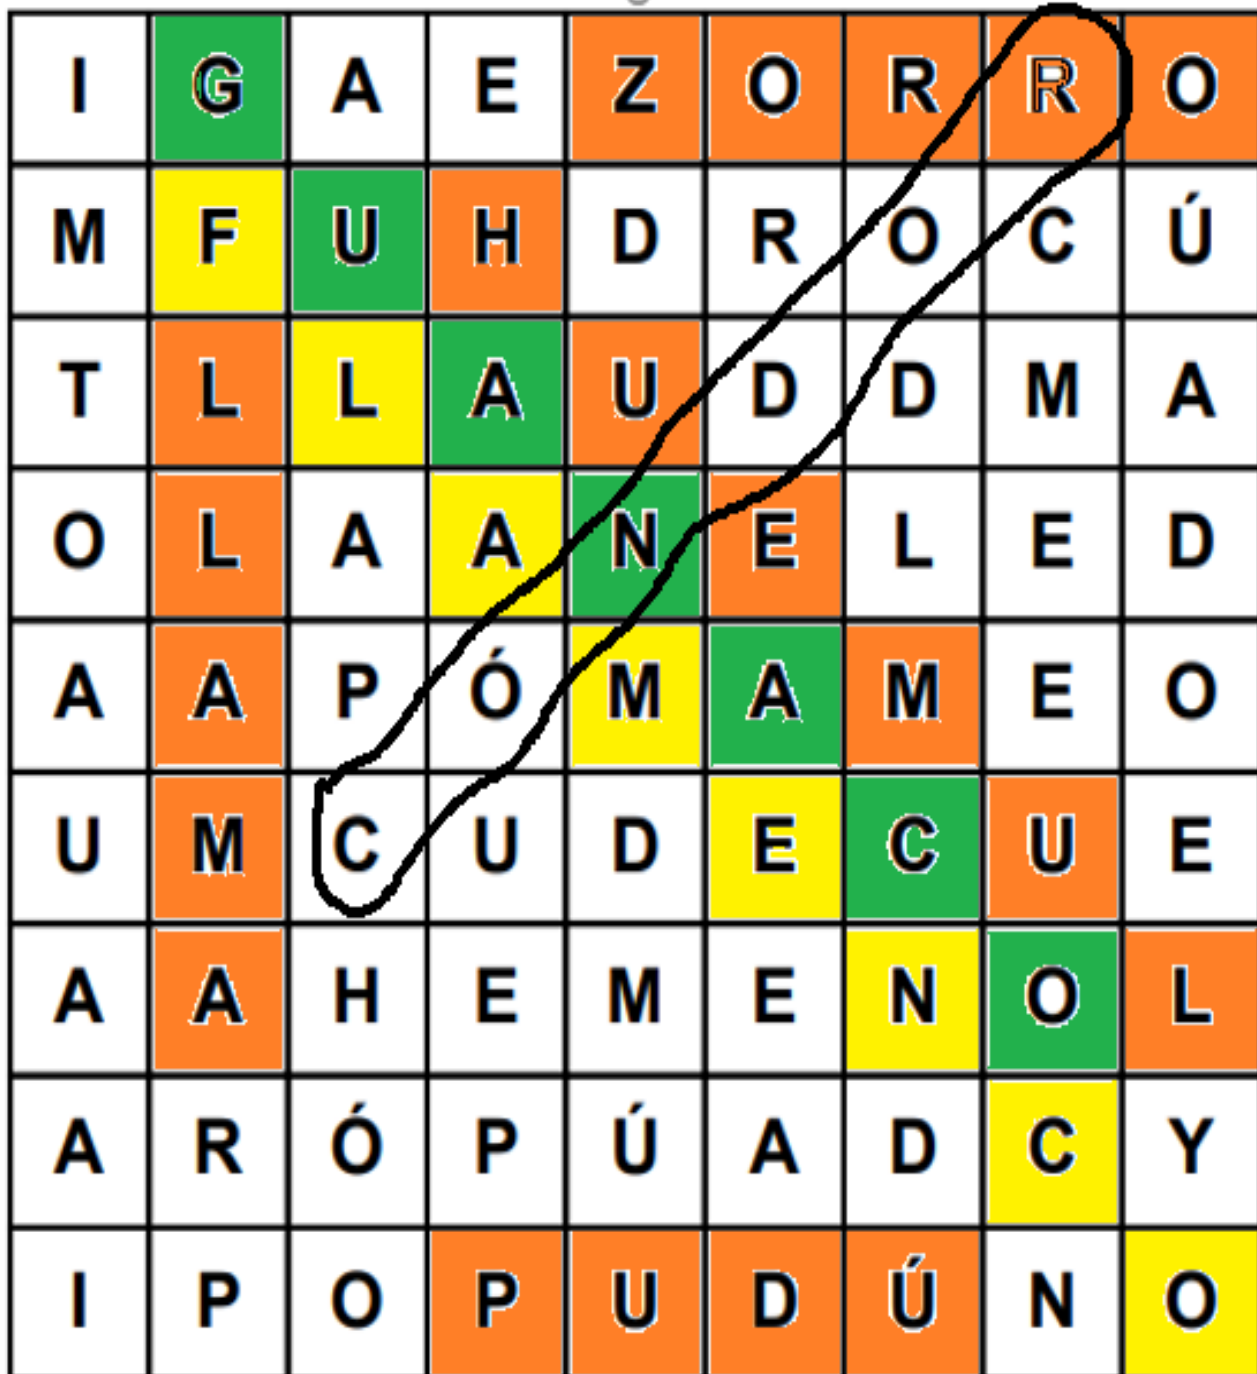 I G A E Z O R R O
M F U H D R O C Ú
T L L A U D D M A
O L A A N E L E D
A A P Ó M A M E O
U M C U D E C U E
A A H E M E N O L
A R Ó P Ú A D C Y
I P O P U D Ú N O